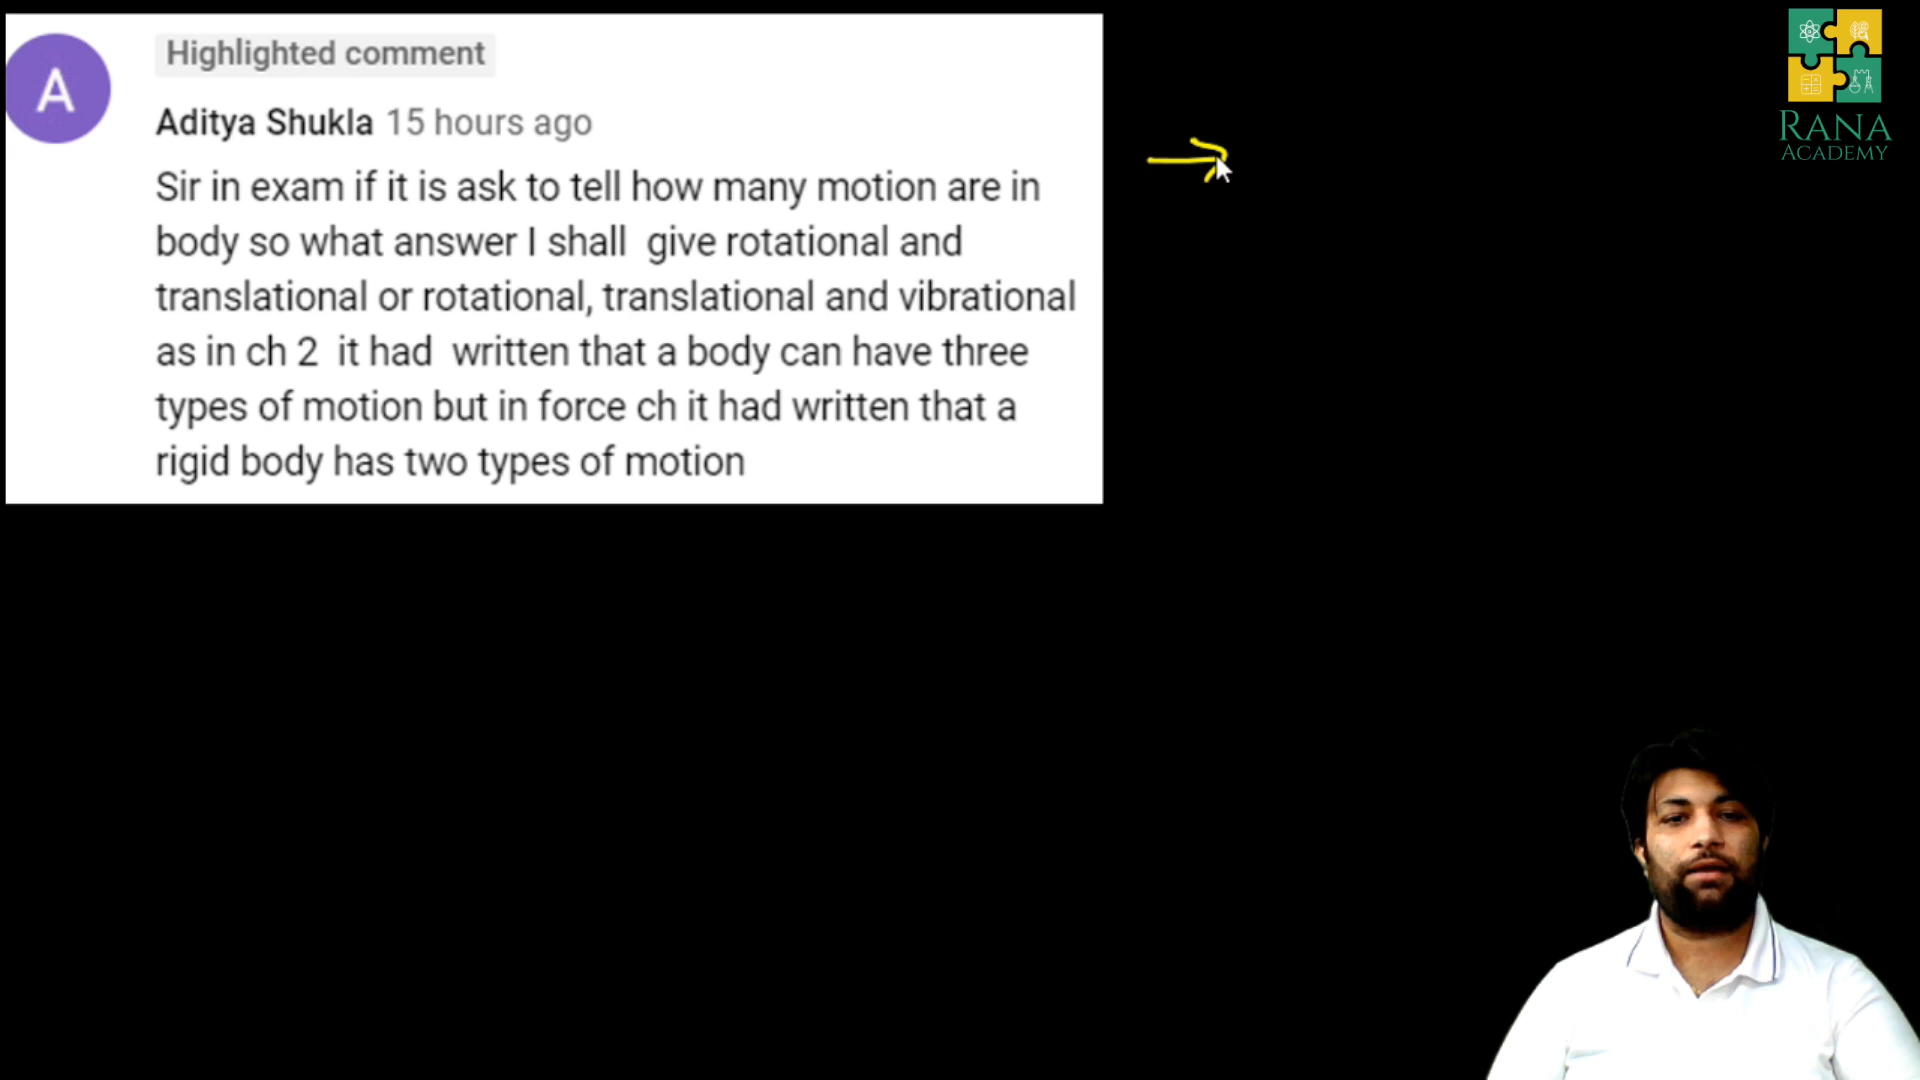 A
Highlighted comment
Aditya Shukla 15 hours ago
Sir in exam if it is ask to tell how many motion are in
body so what answer I shall give rotational and
translational or rotational, translational and vibrational
as in ch 2 it had written that a body can have three
types of motion but in force ch it had written that a
rigid body has two types of motion
RANA
ACADEMY